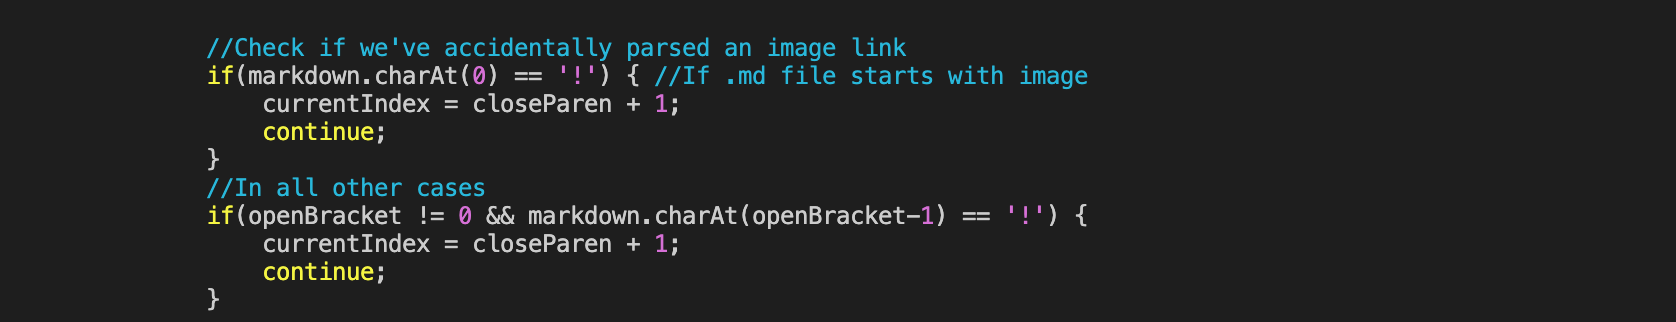 //Check if we've accidentally parsed an image link
if(markdown.charAt(0) == '!') { //If .md file starts with image
    currentIndex = closeParen + 1;
    continue;
}
//In all other cases
if(openBracket != 0 && markdown.charAt(openBracket-1) == '!') {
    currentIndex = closeParen + 1;
    continue;
}